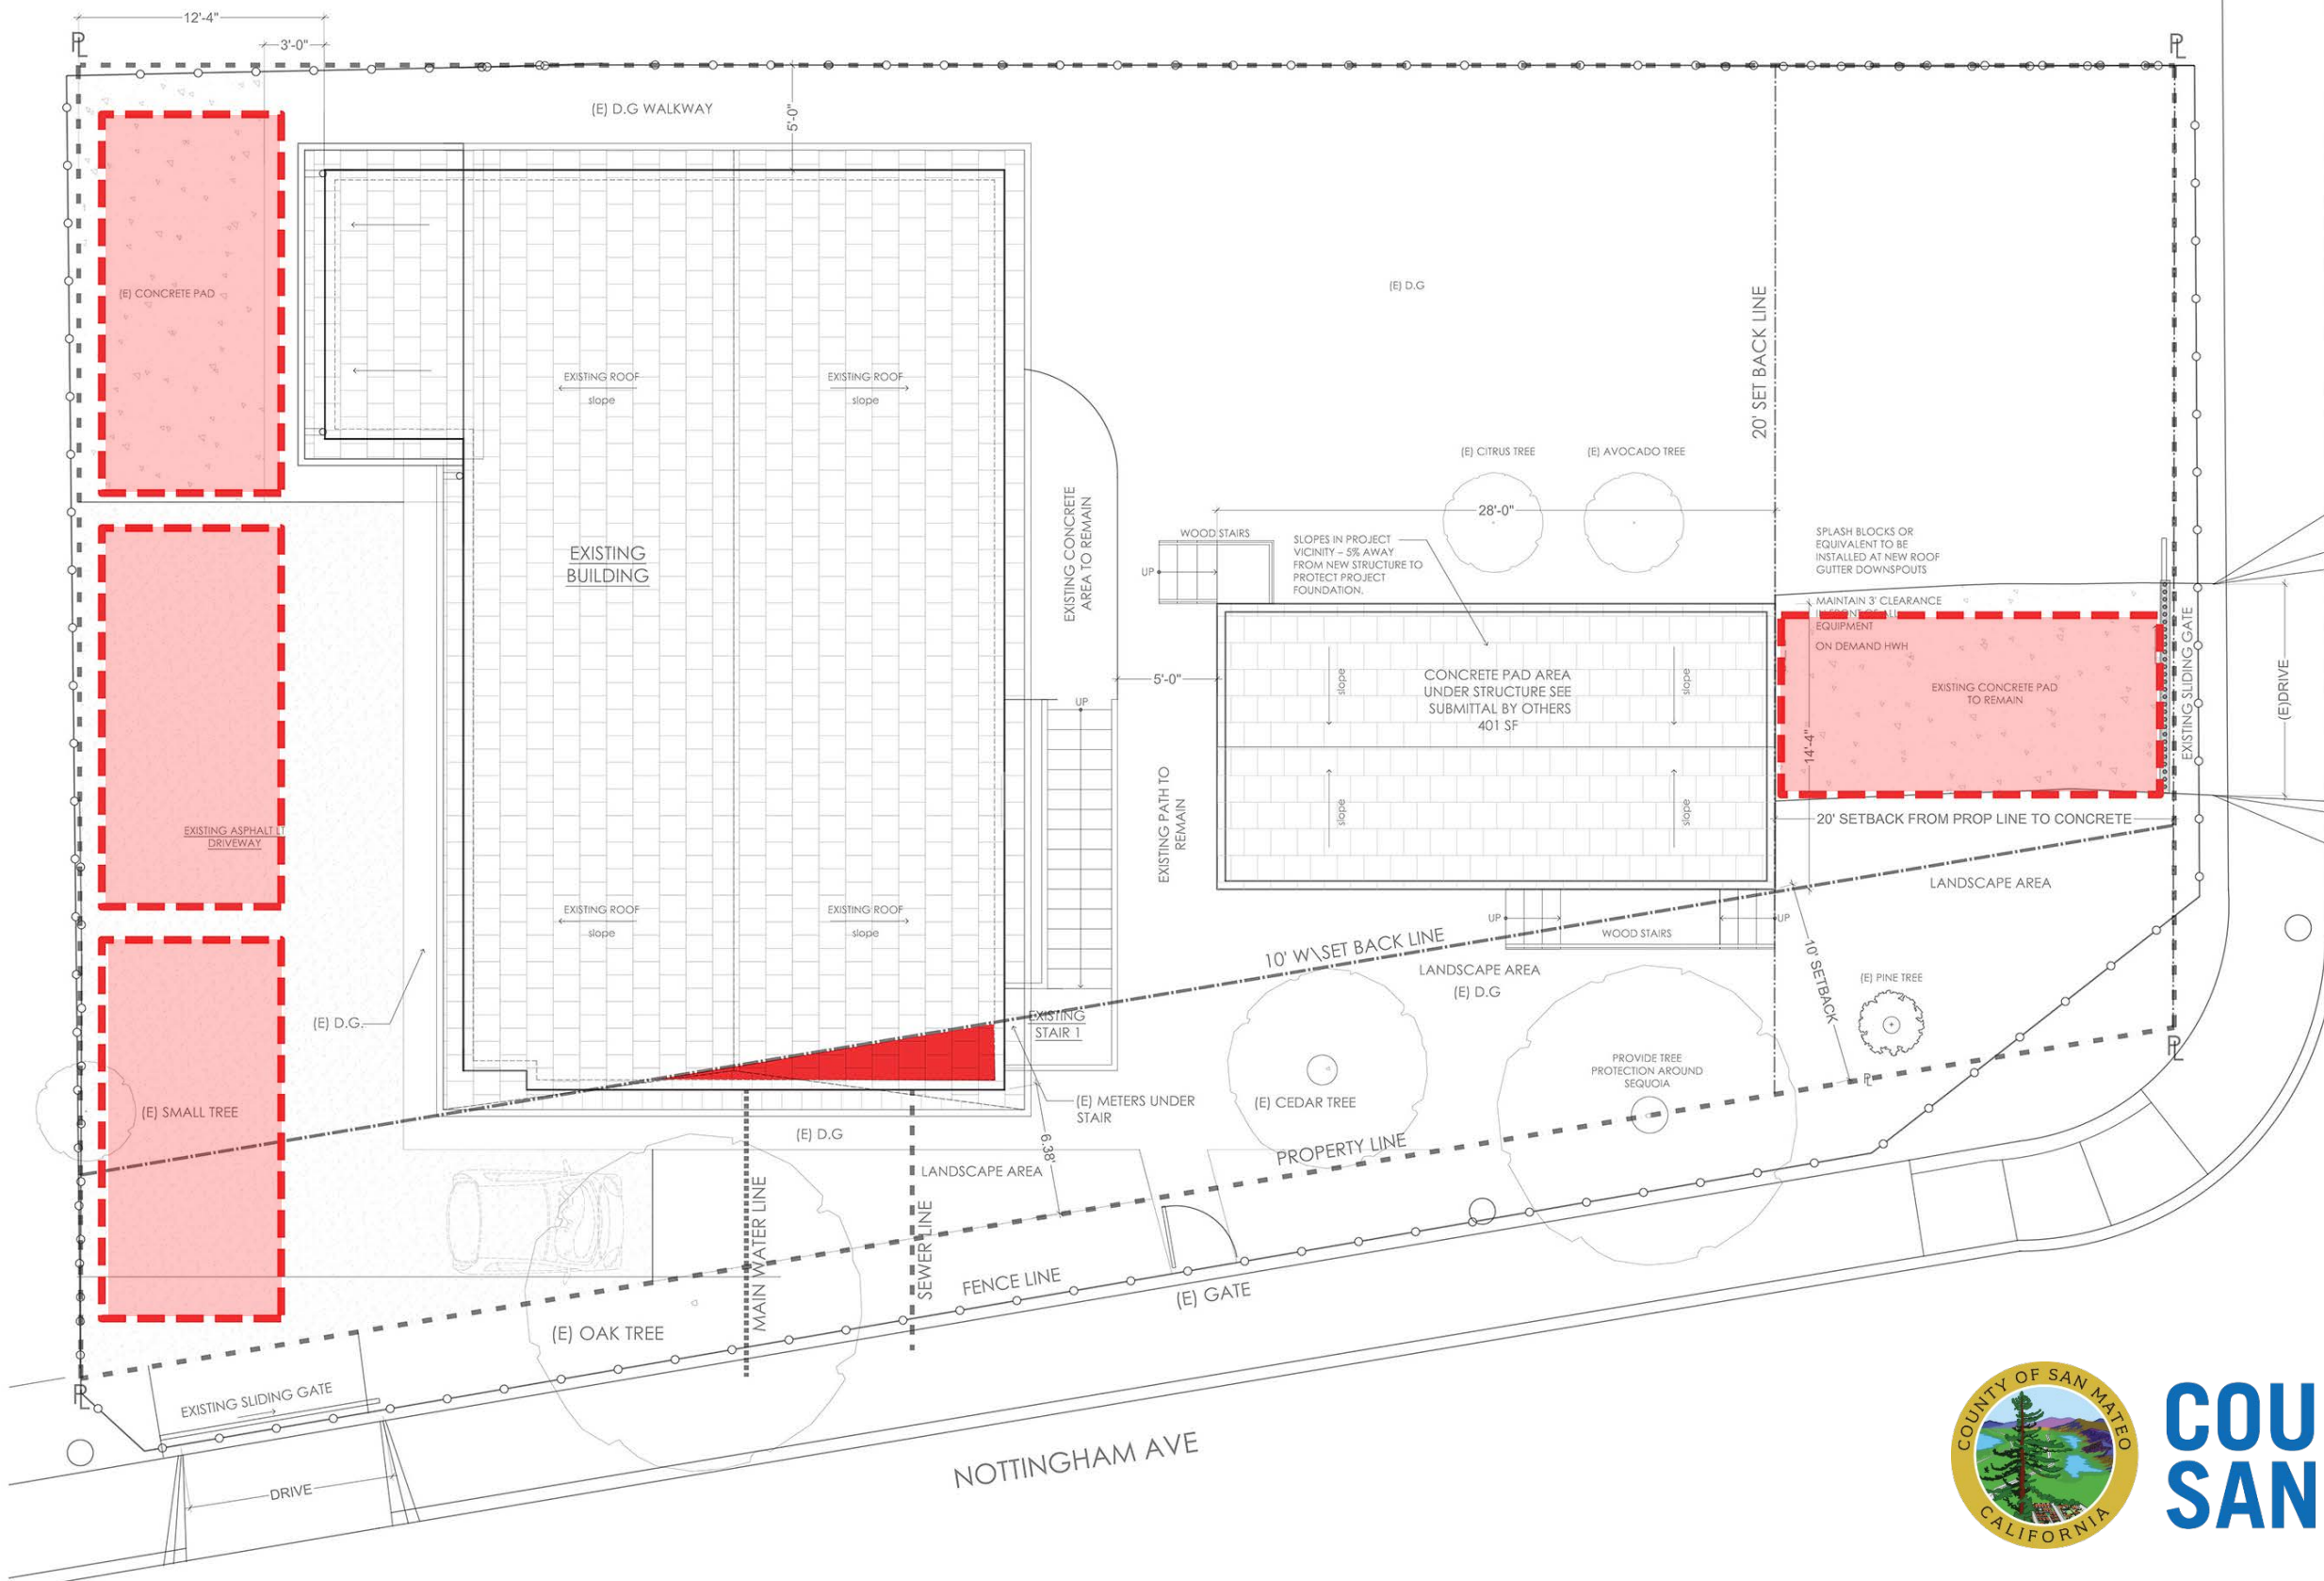 12'-4"
3'-0"
PL
PL
(E) D.G WALKWAY
5'-0"
(E) CONCRETE PAD
(E) D.G
20' SET BACK LINE
EXISTING ROOF
slope
EXISTING ROOF
slope
(E) CITRUS TREE
(E) AVOCADO TREE
28'-0"
EXISTING CONCRETE
AREA TO REMAIN
WOOD STAIRS
UP
SLOPES IN PROJECT
VICINITY – 5% AWAY
FROM NEW STRUCTURE TO
PROTECT PROJECT
FOUNDATION.
SPLASH BLOCKS OR
EQUIVALENT TO BE
INSTALLED AT NEW ROOF
GUTTER DOWNSPOUTS
EXISTING
BUILDING
MAINTAIN 3' CLEARANCE
IN FRONT OF ALL
EQUIPMENT
ON DEMAND HWH
EXISTING SLIDING GATE
(E)DRIVE
5'-0"
UP
slope
slope
CONCRETE PAD AREA
UNDER STRUCTURE SEE
SUBMITTAL BY OTHERS
401 SF
EXISTING CONCRETE PAD
TO REMAIN
14'-4"
slope
slope
EXISTING PATH TO
REMAIN
20' SETBACK FROM PROP LINE TO CONCRETE
EXISTING ASPHALT LT
DRIVEWAY
LANDSCAPE AREA
EXISTING ROOF
slope
EXISTING ROOF
slope
UP
UP
WOOD STAIRS
10' W\SET BACK LINE
LANDSCAPE AREA
(E) D.G
10' SETBACK
(E) PINE TREE
(E) D.G.
EXISTING
STAIR 1
PL
PROVIDE TREE
PROTECTION AROUND
SEQUOIA
PL
(E) SMALL TREE
(E) METERS UNDER
STAIR
(E) CEDAR TREE
(E) D.G
6.38"
PROPERTY LINE
LANDSCAPE AREA
MAIN WATER LINE
SEWER LINE
FENCE LINE
(E) GATE
(E) OAK TREE
PL
EXISTING SLIDING GATE
DRIVE
NOTTINGHAM AVE
COUNTY OF SAN MATEO
CALIFORNIA
COU
SAN